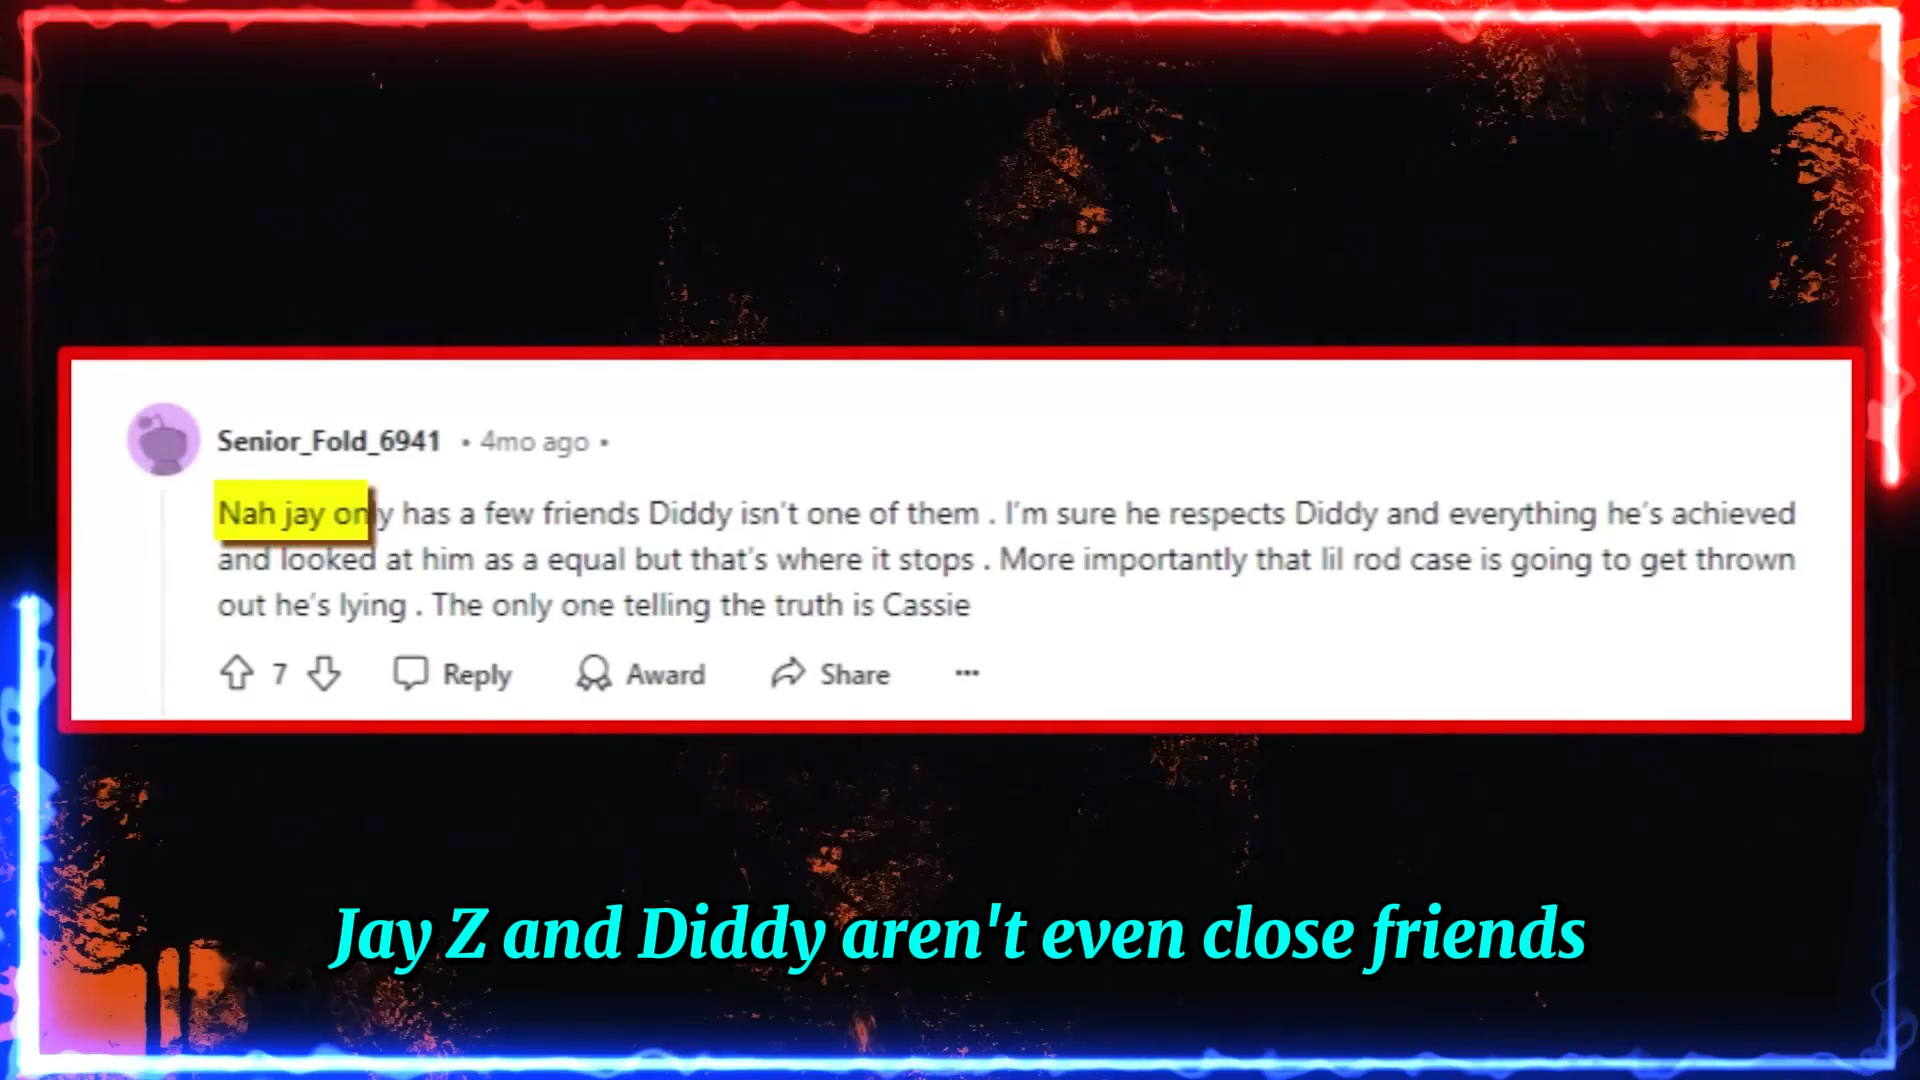 Senior_Fold_6941 • 4mo ago •
Nah jay only has a few friends Diddy isn't one of them . I'm sure he respects Diddy and everything he's achieved
and looked at him as a equal but that's where it stops . More importantly that lil rod case is going to get thrown
out he's lying . The only one telling the truth is Cassie
7 Reply Award Share ...
Jay Z and Diddy aren't even close friends